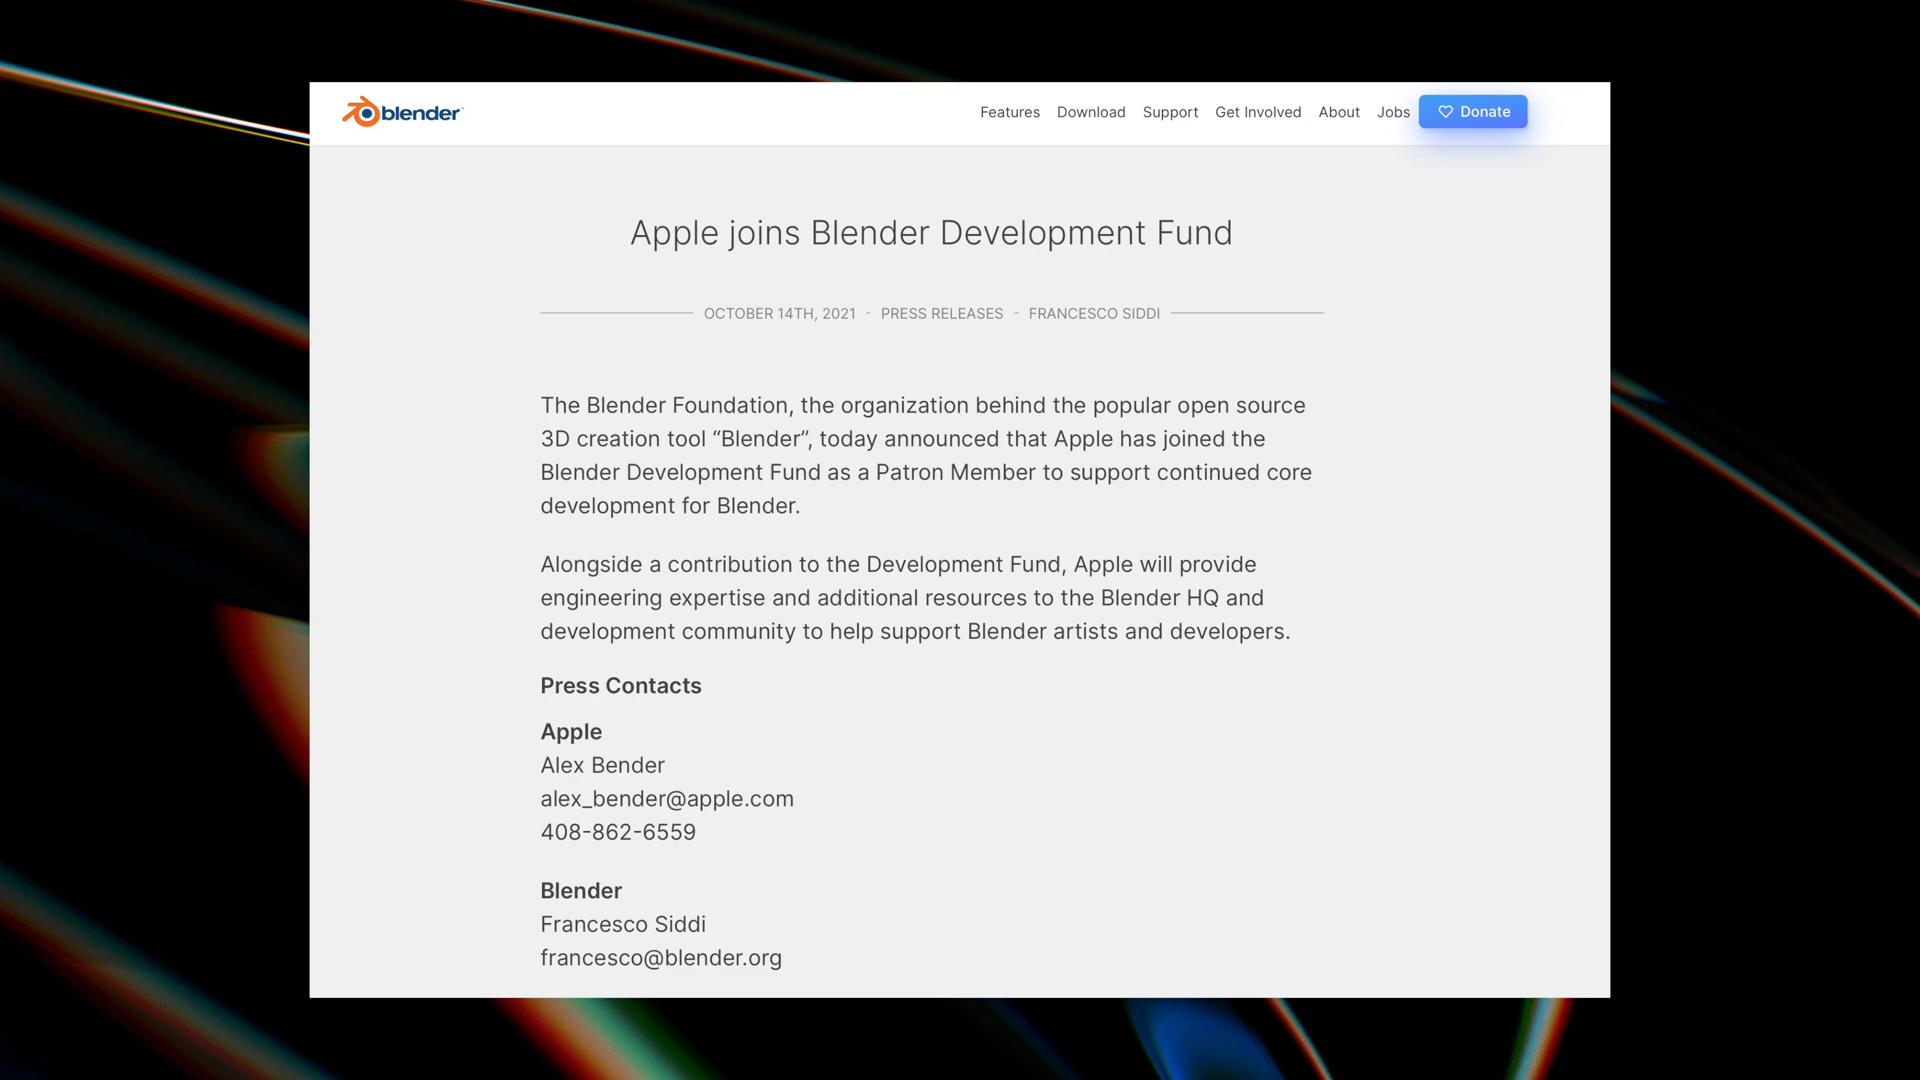 blender
Features Download Support Get Involved About Jobs Donate
Apple joins Blender Development Fund
OCTOBER 14TH, 2021 - PRESS RELEASES - FRANCESCO SIDDI
The Blender Foundation, the organization behind the popular open source
3D creation tool “Blender”, today announced that Apple has joined the
Blender Development Fund as a Patron Member to support continued core
development for Blender.
Alongside a contribution to the Development Fund, Apple will provide
engineering expertise and additional resources to the Blender HQ and
development community to help support Blender artists and developers.
Press Contacts
Apple
Alex Bender
alex_bender@apple.com
408-862-6559
Blender
Francesco Siddi
francesco@blender.org